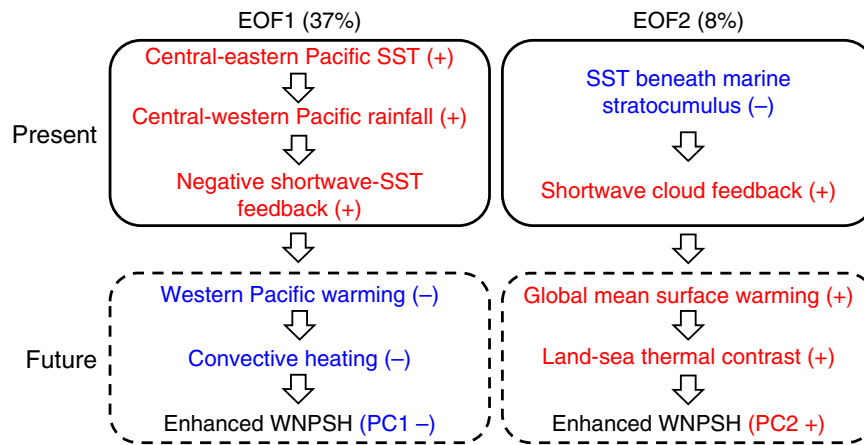 EOF1 (37%)
EOF2 (8%)
Present
Central-eastern Pacific SST (+)
Central-western Pacific rainfall (+)
Negative shortwave-SST
feedback (+)
SST beneath marine
stratocumulus (–)
Shortwave cloud feedback (+)
Future
Western Pacific warming (–)
Convective heating (–)
Enhanced WNPSH (PC1 –)
Global mean surface warming (+)
Land-sea thermal contrast (+)
Enhanced WNPSH (PC2 +)